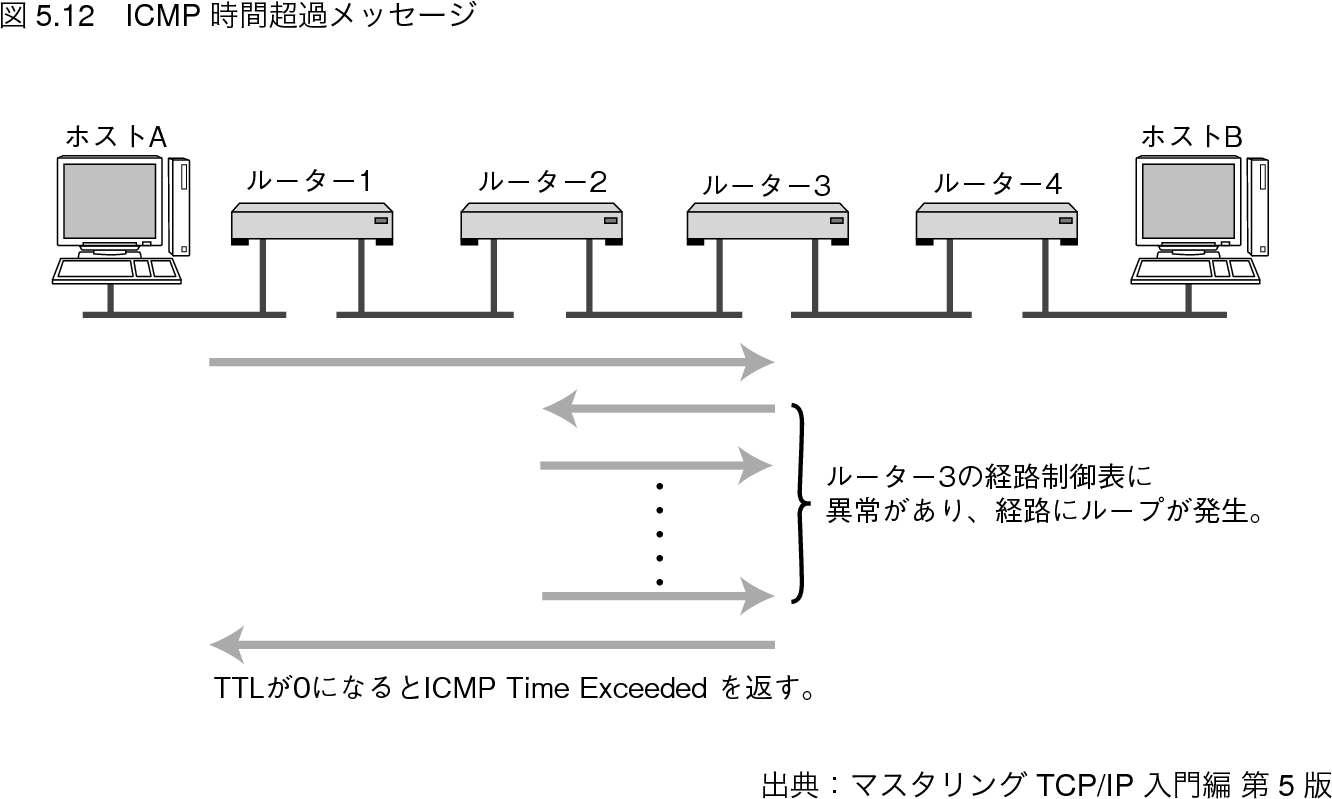 図 5.12 ICMP 時間超過メッセージ
ホストA
ルーター1
ルーター2
ルーター3
ルーター4
ホストB
ルーター3の経路制御表に
異常があり、経路にループが発生。
TTLが0になるとICMP Time Exceeded を返す。
出典：マスタリング TCP/IP 入門編 第 5 版